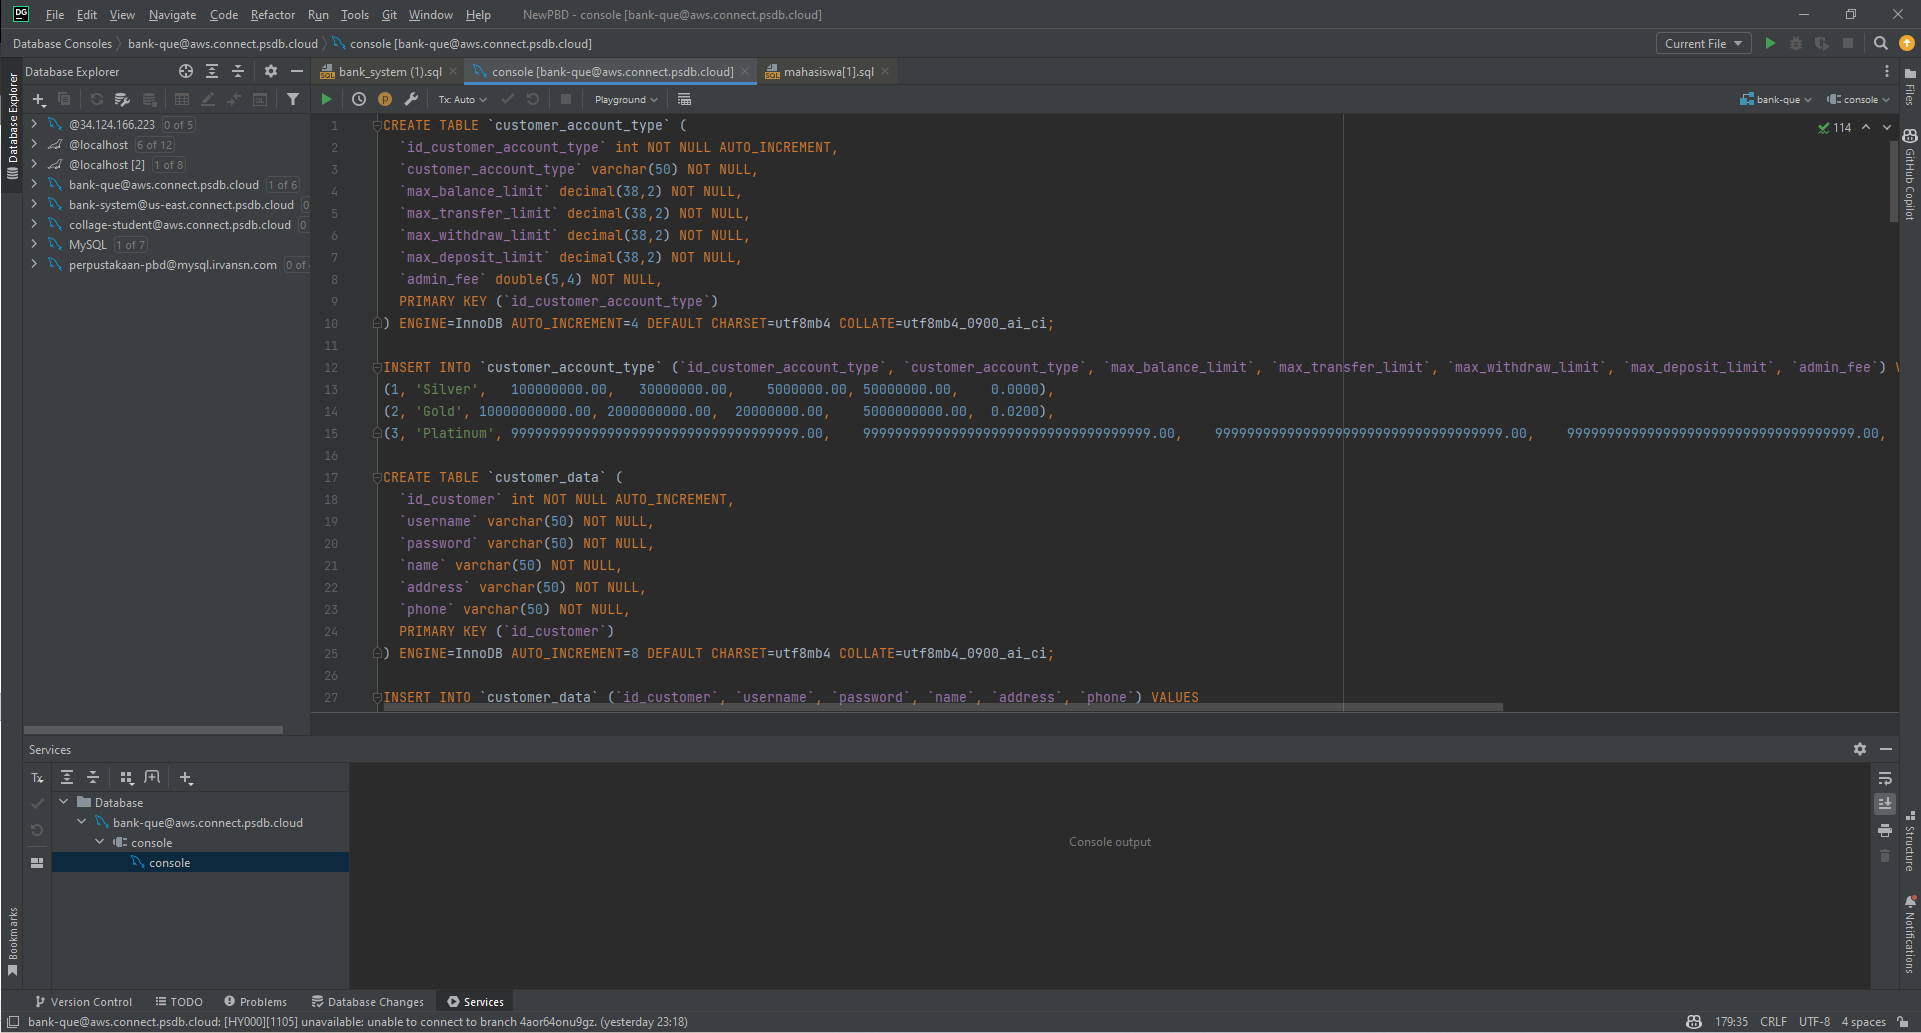 DG File Edit View Navigate Code Refactor Run Tools Git Window Help NewPBD - console [bank-que@aws.connect.psdb.cloud]
Database Consoles bank-que@aws.connect.psdb.cloud console [bank-que@aws.connect.psdb.cloud] Current File
Database Explorer bank_system (1).sql console [bank-que@aws.connect.psdb.cloud] mahasiswa[1].sql
Tx: Auto Playground bank-que console
@34.124.166.223 0 of 5
@localhost 6 of 12
@localhost [2] 1 of 8
bank-que@aws.connect.psdb.cloud 1 of 6
bank-system@us-east.connect.psdb.cloud 0
collage-student@aws.connect.psdb.cloud 0
MySQL 1 of 7
perpustakaan-pbd@mysql.irvansn.com 0 of
Database Explorer
Bookmarks
114
1 CREATE TABLE `customer_account_type` (
2 `id_customer_account_type` int NOT NULL AUTO_INCREMENT,
3 `customer_account_type` varchar(50) NOT NULL,
4 `max_balance_limit` decimal(38,2) NOT NULL,
5 `max_transfer_limit` decimal(38,2) NOT NULL,
6 `max_withdraw_limit` decimal(38,2) NOT NULL,
7 `max_deposit_limit` decimal(38,2) NOT NULL,
8 `admin_fee` double(5,4) NOT NULL,
9 PRIMARY KEY (`id_customer_account_type`)
10 ) ENGINE=InnoDB AUTO_INCREMENT=4 DEFAULT CHARSET=utf8mb4 COLLATE=utf8mb4_0900_ai_ci;
11
12 INSERT INTO `customer_account_type` (`id_customer_account_type`, `customer_account_type`, `max_balance_limit`, `max_transfer_limit`, `max_withdraw_limit`, `max_deposit_limit`, `admin_fee`) V
13 (1, 'Silver', 100000000.00, 30000000.00, 5000000.00, 50000000.00, 0.0000),
14 (2, 'Gold', 10000000000.00, 2000000000.00, 20000000.00, 5000000000.00, 0.0200),
15 (3, 'Platinum', 999999999999999999999999999999999999.00, 999999999999999999999999999999999999.00, 999999999999999999999999999999999999.00, 999999999999999999999999999999999999.00,
16
17 CREATE TABLE `customer_data` (
18 `id_customer` int NOT NULL AUTO_INCREMENT,
19 `username` varchar(50) NOT NULL,
20 `password` varchar(50) NOT NULL,
21 `name` varchar(50) NOT NULL,
22 `address` varchar(50) NOT NULL,
23 `phone` varchar(50) NOT NULL,
24 PRIMARY KEY (`id_customer`)
25 ) ENGINE=InnoDB AUTO_INCREMENT=8 DEFAULT CHARSET=utf8mb4 COLLATE=utf8mb4_0900_ai_ci;
26
27 INSERT INTO `customer_data` (`id_customer`, `username`, `password`, `name`, `address`, `phone`) VALUES
Files
GitHub Copilot
Structure
Notifications
Services
Tx
Database
bank-que@aws.connect.psdb.cloud
console
console
Console output
Version Control TODO Problems Database Changes Services
bank-que@aws.connect.psdb.cloud: [HY000][1105] unavailable: unable to connect to branch 4aor64onu9gz. (yesterday 23:18) 179:35 CRLF UTF-8 4 spaces